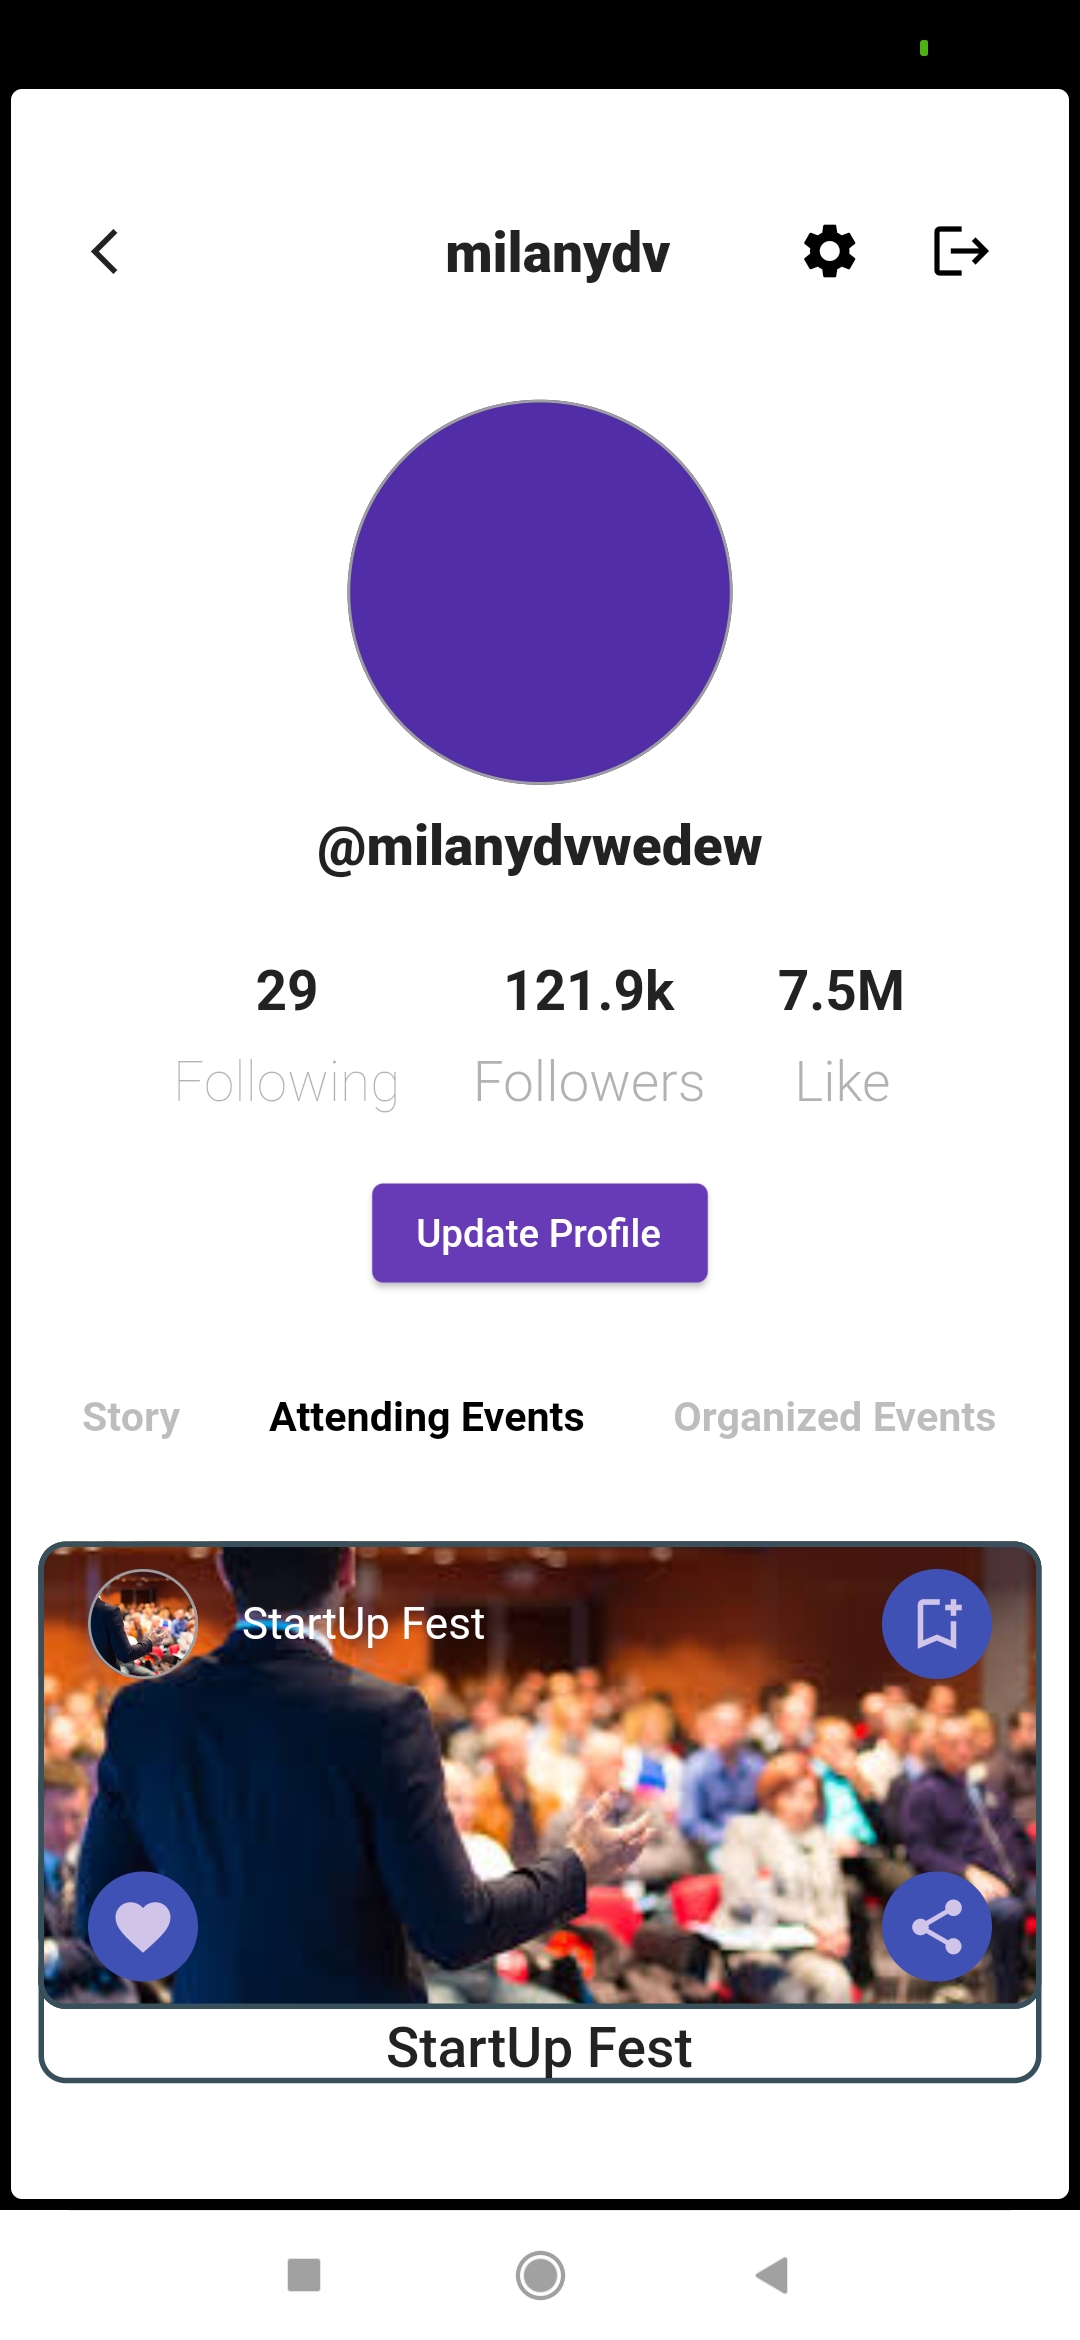 milanydv
@milanydvwedew
29 121.9k 7.5M
Following Followers Like
Update Profile
Story Attending Events Organized Events
StartUp Fest
StartUp Fest